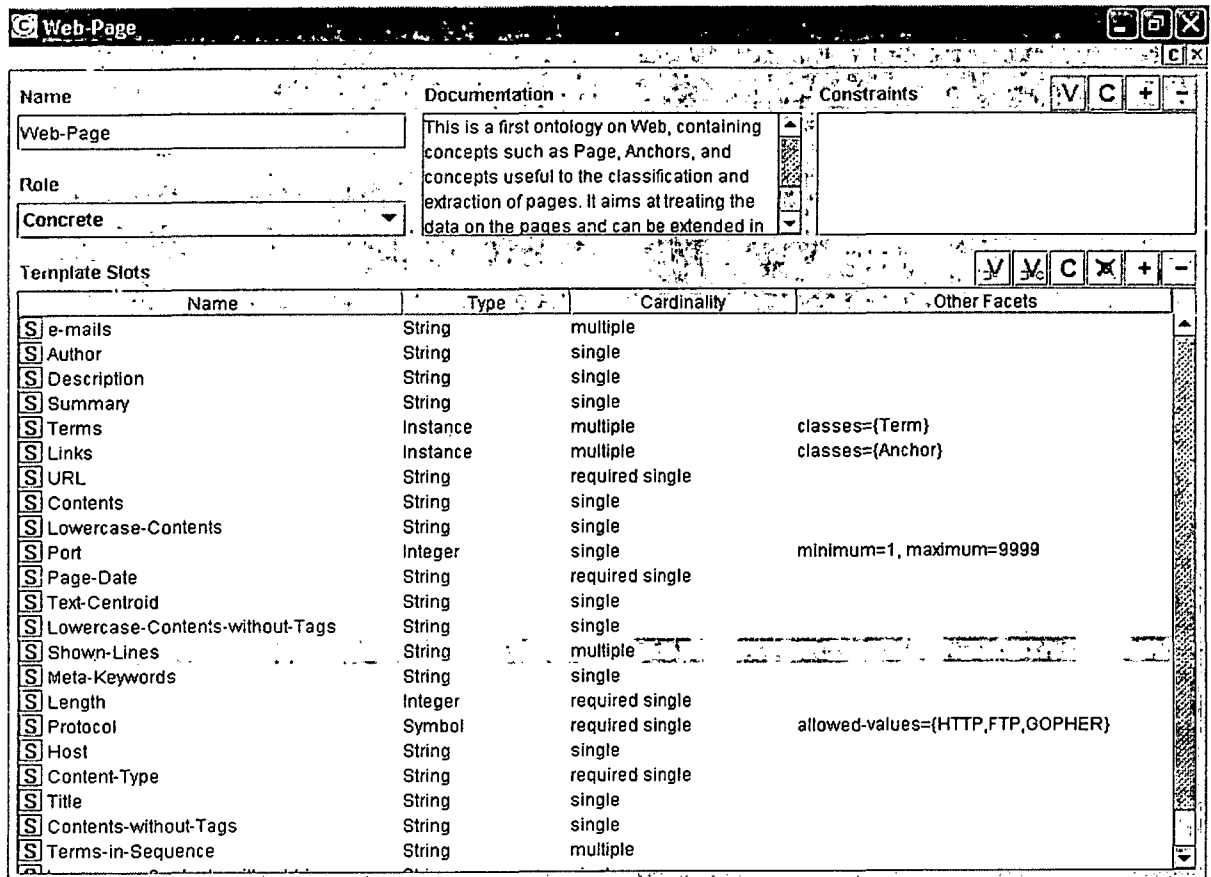 C Web-Page
C
Name Documentation Constraints V C + -
Web-Page
This is a first ontology on Web, containing
concepts such as Page, Anchors, and
concepts useful to the classification and
extraction of pages. It aims at treating the
data on the pages and can be extended in
Role
Concrete
Template Slots V V C X + -
Name Type Cardinality Other Facets
S e-mails String multiple
S Author String single
S Description String single
S Summary String single
S Terms Instance multiple classes={Term}
S Links Instance multiple classes={Anchor}
S URL String required single
S Contents String single
S Lowercase-Contents String single
S Port Integer single minimum=1, maximum=9999
S Page-Date String required single
S Text-Centroid String single
S Lowercase-Contents-without-Tags String single
S Shown-Lines String multiple
S Meta-Keywords String single
S Length Integer required single
S Protocol Symbol required single allowed-values={HTTP,FTP,GOPHER}
S Host String single
S Content-Type String required single
S Title String single
S Contents-without-Tags String single
S Terms-in-Sequence String multiple